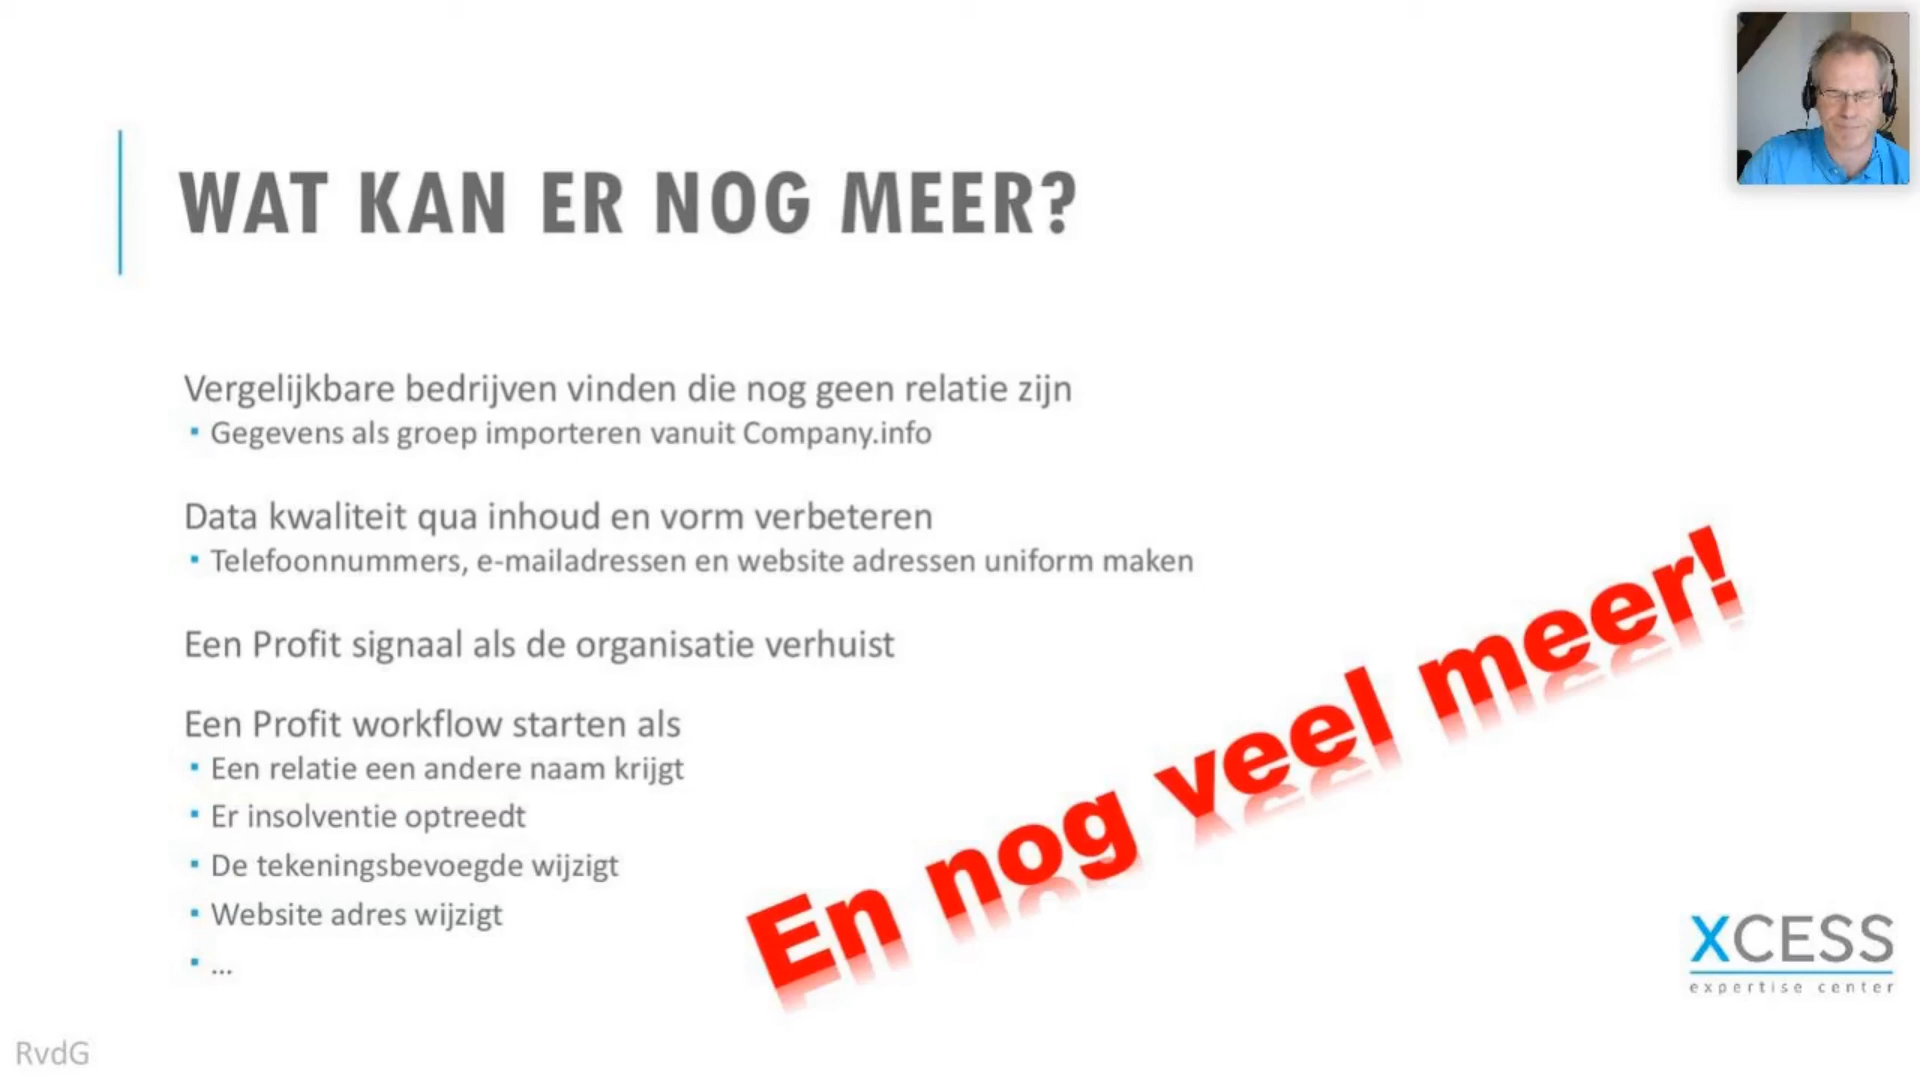 WAT KAN ER NOG MEER?
Vergelijkbare bedrijven vinden die nog geen relatie zijn
▪ Gegevens als groep importeren vanuit Company.info
Data kwaliteit qua inhoud en vorm verbeteren
▪ Telefoonnummers, e-mailadressen en website adressen uniform maken
Een Profit signaal als de organisatie verhuist
Een Profit workflow starten als
▪ Een relatie een andere naam krijgt
▪ Er insolventie optreedt
▪ De tekeningsbevoegde wijzigt
▪ Website adres wijzigt
▪ ...
En nog veel meer!
XCESS
expertise center
RvdG